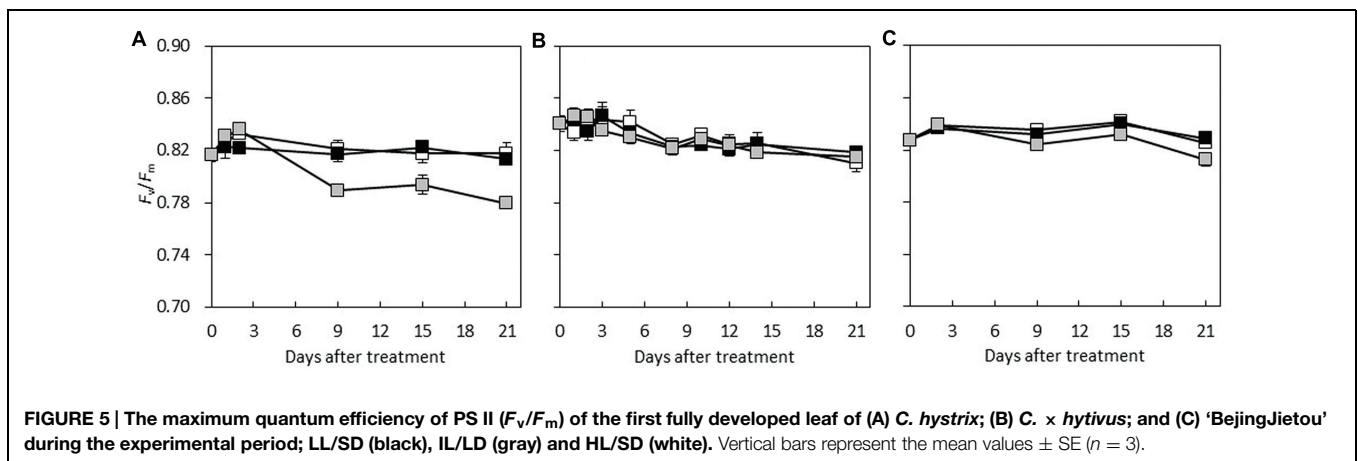 A B C
0.90
0.86
0.82
0.78
0.74
0.70
Fv/Fm
0 3 6 9 12 15 18 21 0 3 6 9 12 15 18 21 0 3 6 9 12 15 18 21
Days after treatment Days after treatment Days after treatment
FIGURE 5 | The maximum quantum efficiency of PS II (Fv/Fm) of the first fully developed leaf of (A) C. hystrix; (B) C. × hytivus; and (C) ‘BejingJietou’
during the experimental period; LL/SD (black), IL/LD (gray) and HL/SD (white). Vertical bars represent the mean values ± SE (n = 3).